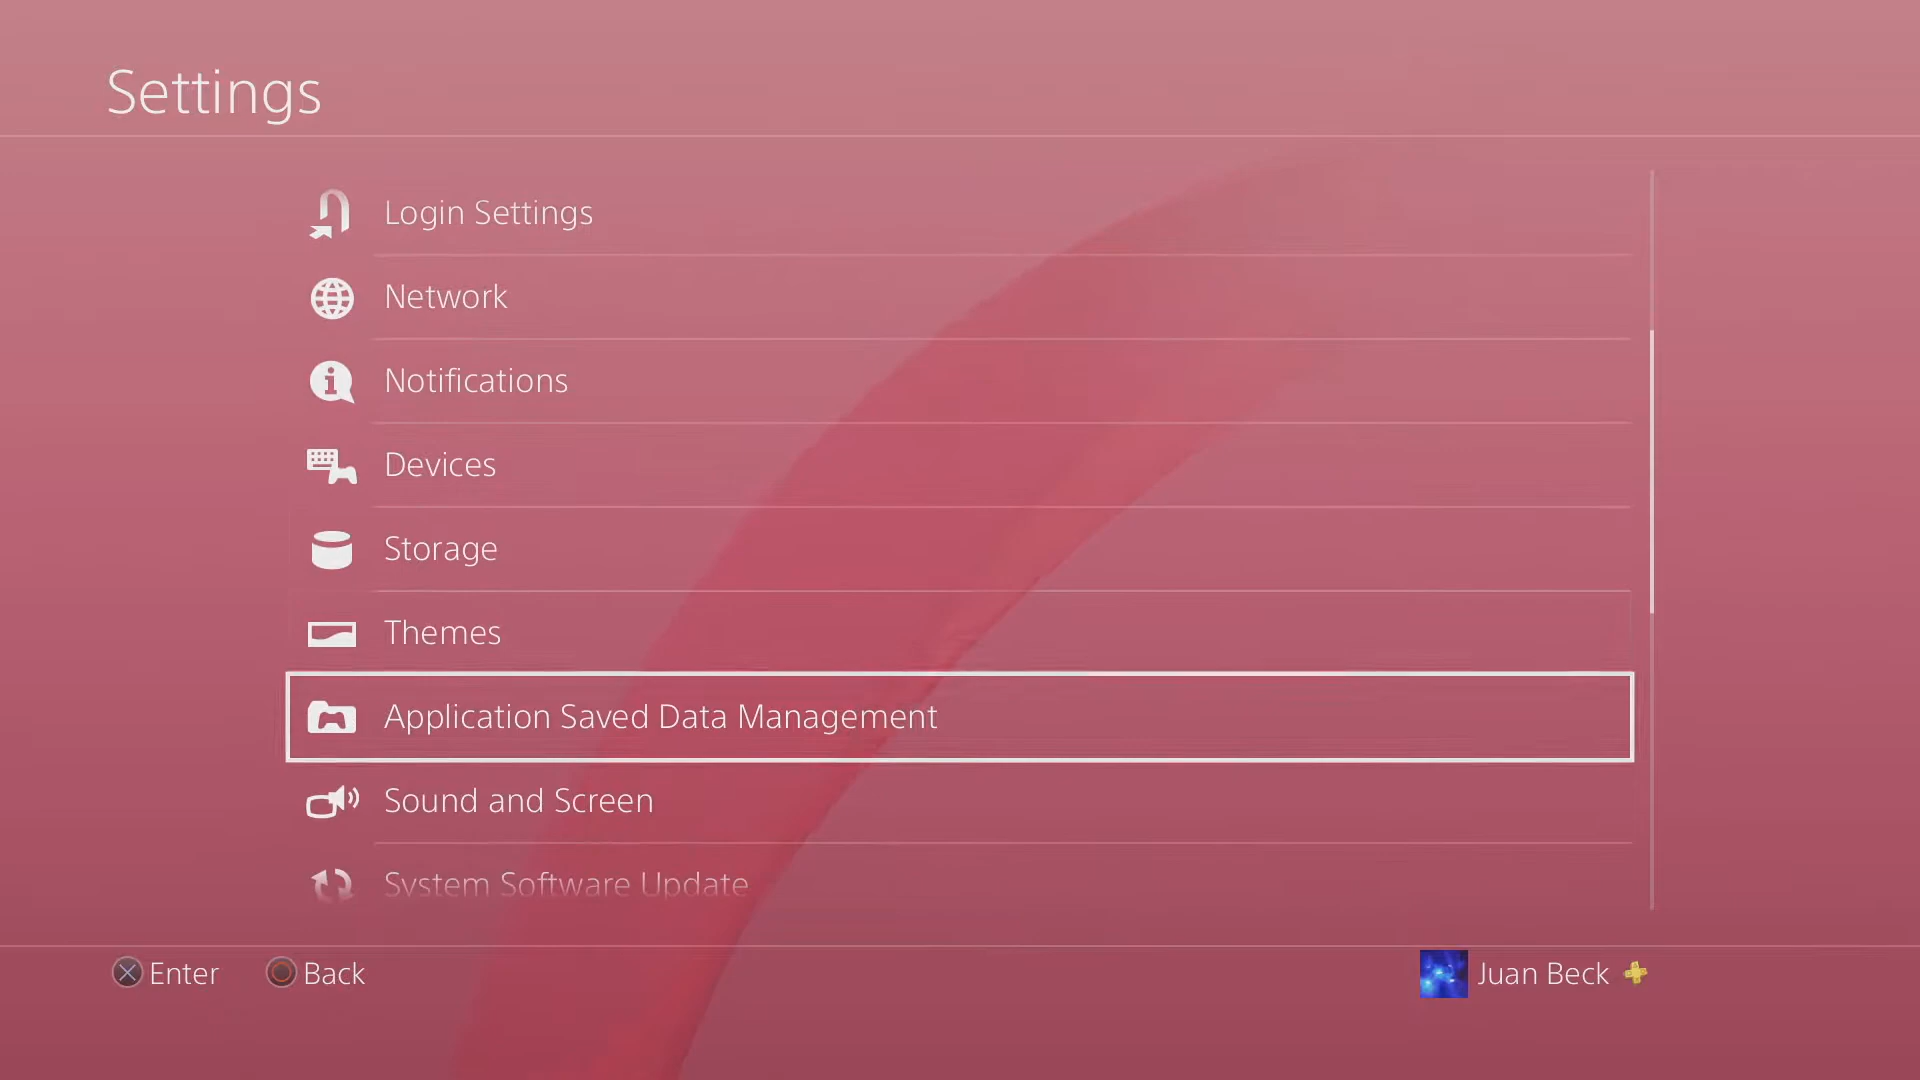 Settings
Login Settings
Network
Notifications
Devices
Storage
Themes
Application Saved Data Management
Sound and Screen
System Software Update
Enter
Back
Juan Beck